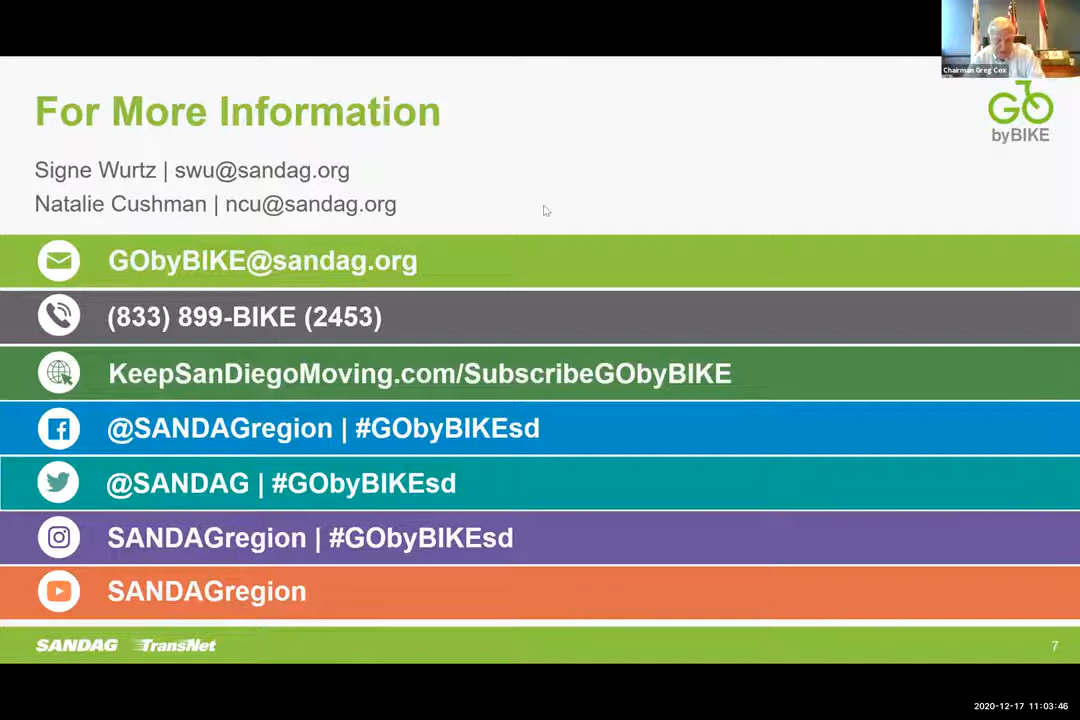 Chairman Greg Cox
For More Information
GO
byBIKE
Signe Wurtz | swu@sandag.org
Natalie Cushman | ncu@sandag.org
GObyBIKE@sandag.org
(833) 899-BIKE (2453)
KeepSanDiegoMoving.com/SubscribeGObyBIKE
@SANDAGregion | #GObyBIKEsd
@SANDAG | #GObyBIKEsd
SANDAGregion | #GObyBIKEsd
SANDAGregion
SANDAG TransNet 7
2020-12-17 11:03:46